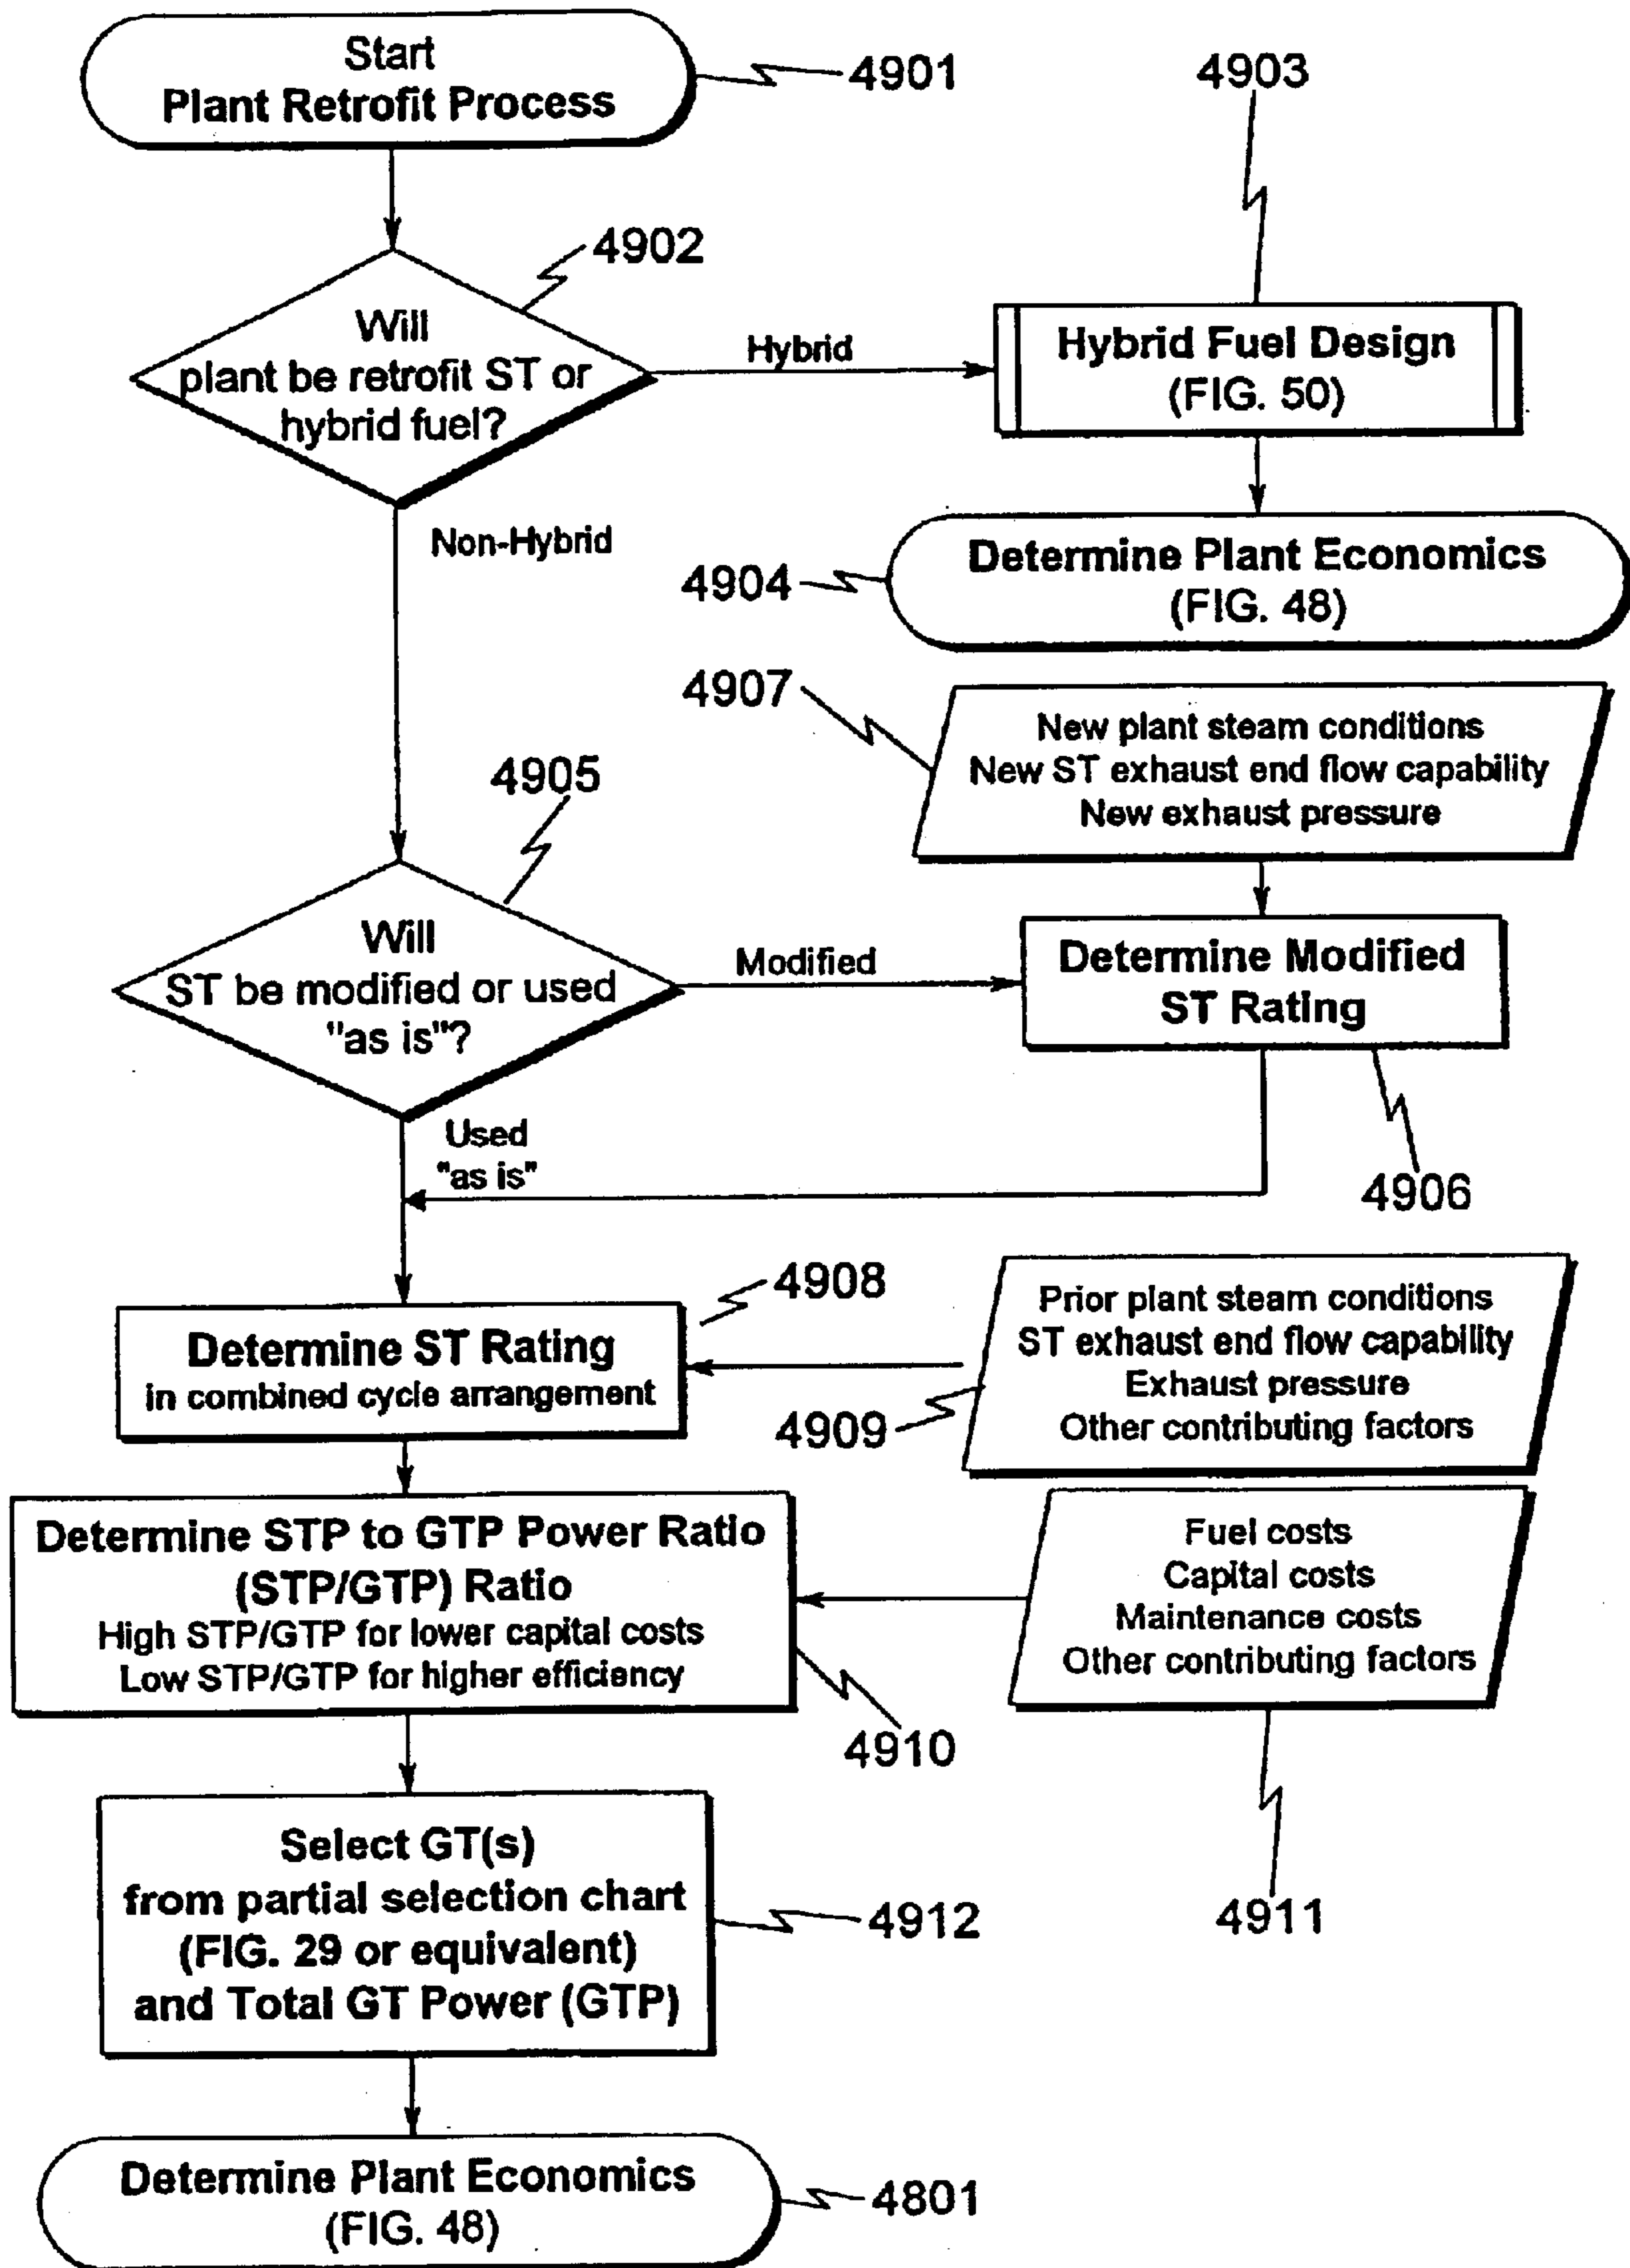 Start
Plant Retrofit Process
4901
4903
4902
Will
plant be retrofit ST or
hybrid fuel?
Hybrid
Hybrid Fuel Design
(FIG. 50)
Non-Hybrid
Determine Plant Economics
(FIG. 48)
4904
4907
New plant steam conditions
New ST exhaust end flow capability
New exhaust pressure
4905
Will
ST be modified or used
"as is"?
Modified
Determine Modified
ST Rating
Used
"as is"
4906
4908
Determine ST Rating
in combined cycle arrangement
Prior plant steam conditions
ST exhaust end flow capability
Exhaust pressure
Other contributing factors
4909
Determine STP to GTP Power Ratio
(STP/GTP) Ratio
High STP/GTP for lower capital costs
Low STP/GTP for higher efficiency
Fuel costs
Capital costs
Maintenance costs
Other contributing factors
4910
4911
Select GT(s)
from partial selection chart
(FIG. 29 or equivalent)
and Total GT Power (GTP)
4912
Determine Plant Economics
(FIG. 48)
4801